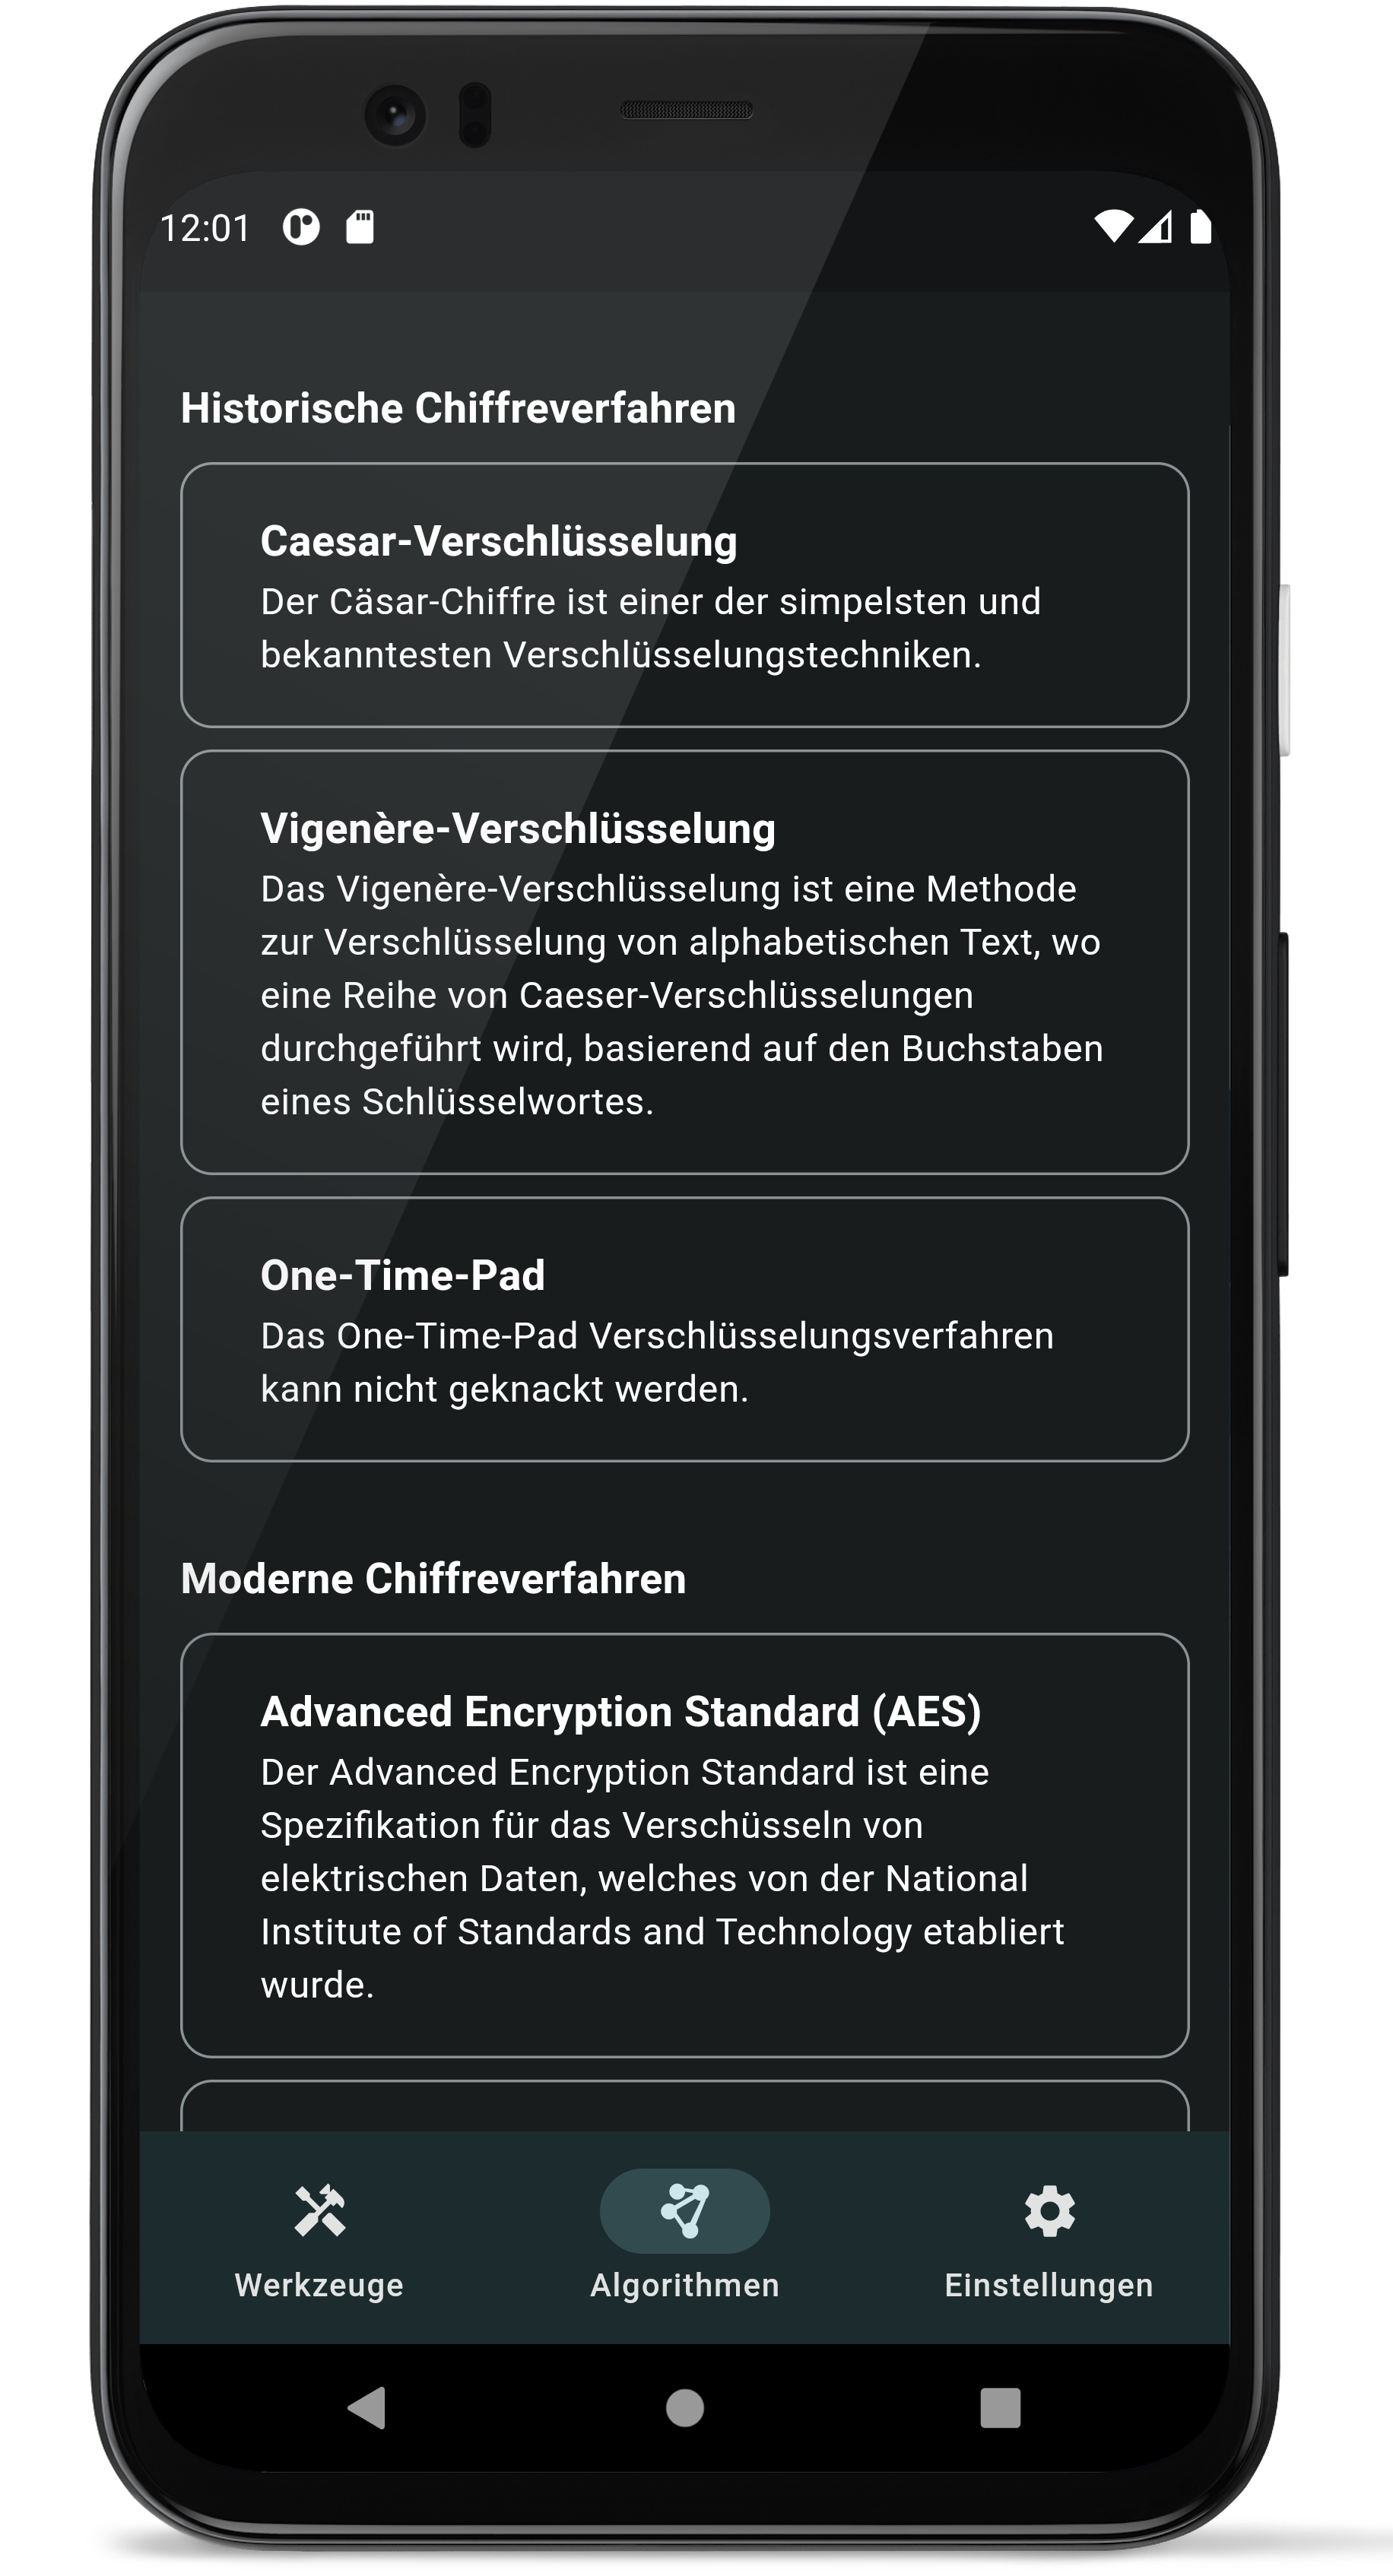 12:01
Historische Chiffreverfahren
Caesar-Verschlüsselung
Der Cäsar-Chiffre ist einer der simpelsten und
bekanntesten Verschlüsselungstechniken.
Vigenère-Verschlüsselung
Das Vigenère-Verschlüsselung ist eine Methode
zur Verschlüsselung von alphabetischen Text, wo
eine Reihe von Caeser-Verschlüsselungen
durchgeführt wird, basierend auf den Buchstaben
eines Schlüsselwortes.
One-Time-Pad
Das One-Time-Pad Verschlüsselungsverfahren
kann nicht geknackt werden.
Moderne Chiffreverfahren
Advanced Encryption Standard (AES)
Der Advanced Encryption Standard ist eine
Spezifikation für das Verschüsseln von
elektrischen Daten, welches von der National
Institute of Standards and Technology etabliert
wurde.
Werkzeuge
Algorithmen
Einstellungen